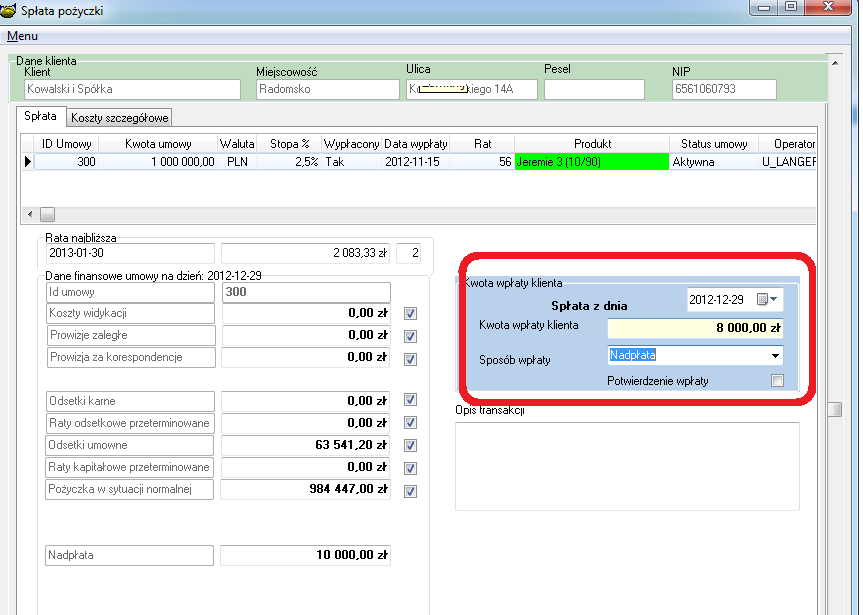 Spłata pożyczki
Menu
Dane klienta
Klient Miejscowość Ulica Pesel NIP
Kowalski i Spółka Radomsko kiego 14A 6561060793
Spłata Koszty szczegółowe
ID Umowy Kwota umowy Waluta Stopa % Wypłacony Data wypłaty Rat Produkt Status umowy Operator
300 1 000 000,00 PLN 2,5% Tak 2012-11-15 56 Jeremie 3 (10/90) Aktywna U_LANGER
Rata najbliższa
2013-01-30 2 083,33 zł 2
Dane finansowe umowy na dzień: 2012-12-29
Id umowy 300
Koszty widykacji 0,00 zł
Prowizje zaległe 0,00 zł
Prowizja za korespondencje 0,00 zł
Odsetki karne 0,00 zł
Raty odsetkowe przeterminowane 0,00 zł
Odsetki umowne 63 541,20 zł
Raty kapitałowe przeterminowane 0,00 zł
Pożyczka w sytuacji normalnej 984 447,00 zł
Nadpłata 10 000,00 zł
Kwota wpłaty klienta
Spłata z dnia 2012-12-29
Kwota wpłaty klienta 8 000,00 zł
Sposób wpłaty Nadpłata
Potwierdzenie wpłaty
Opis transakcji